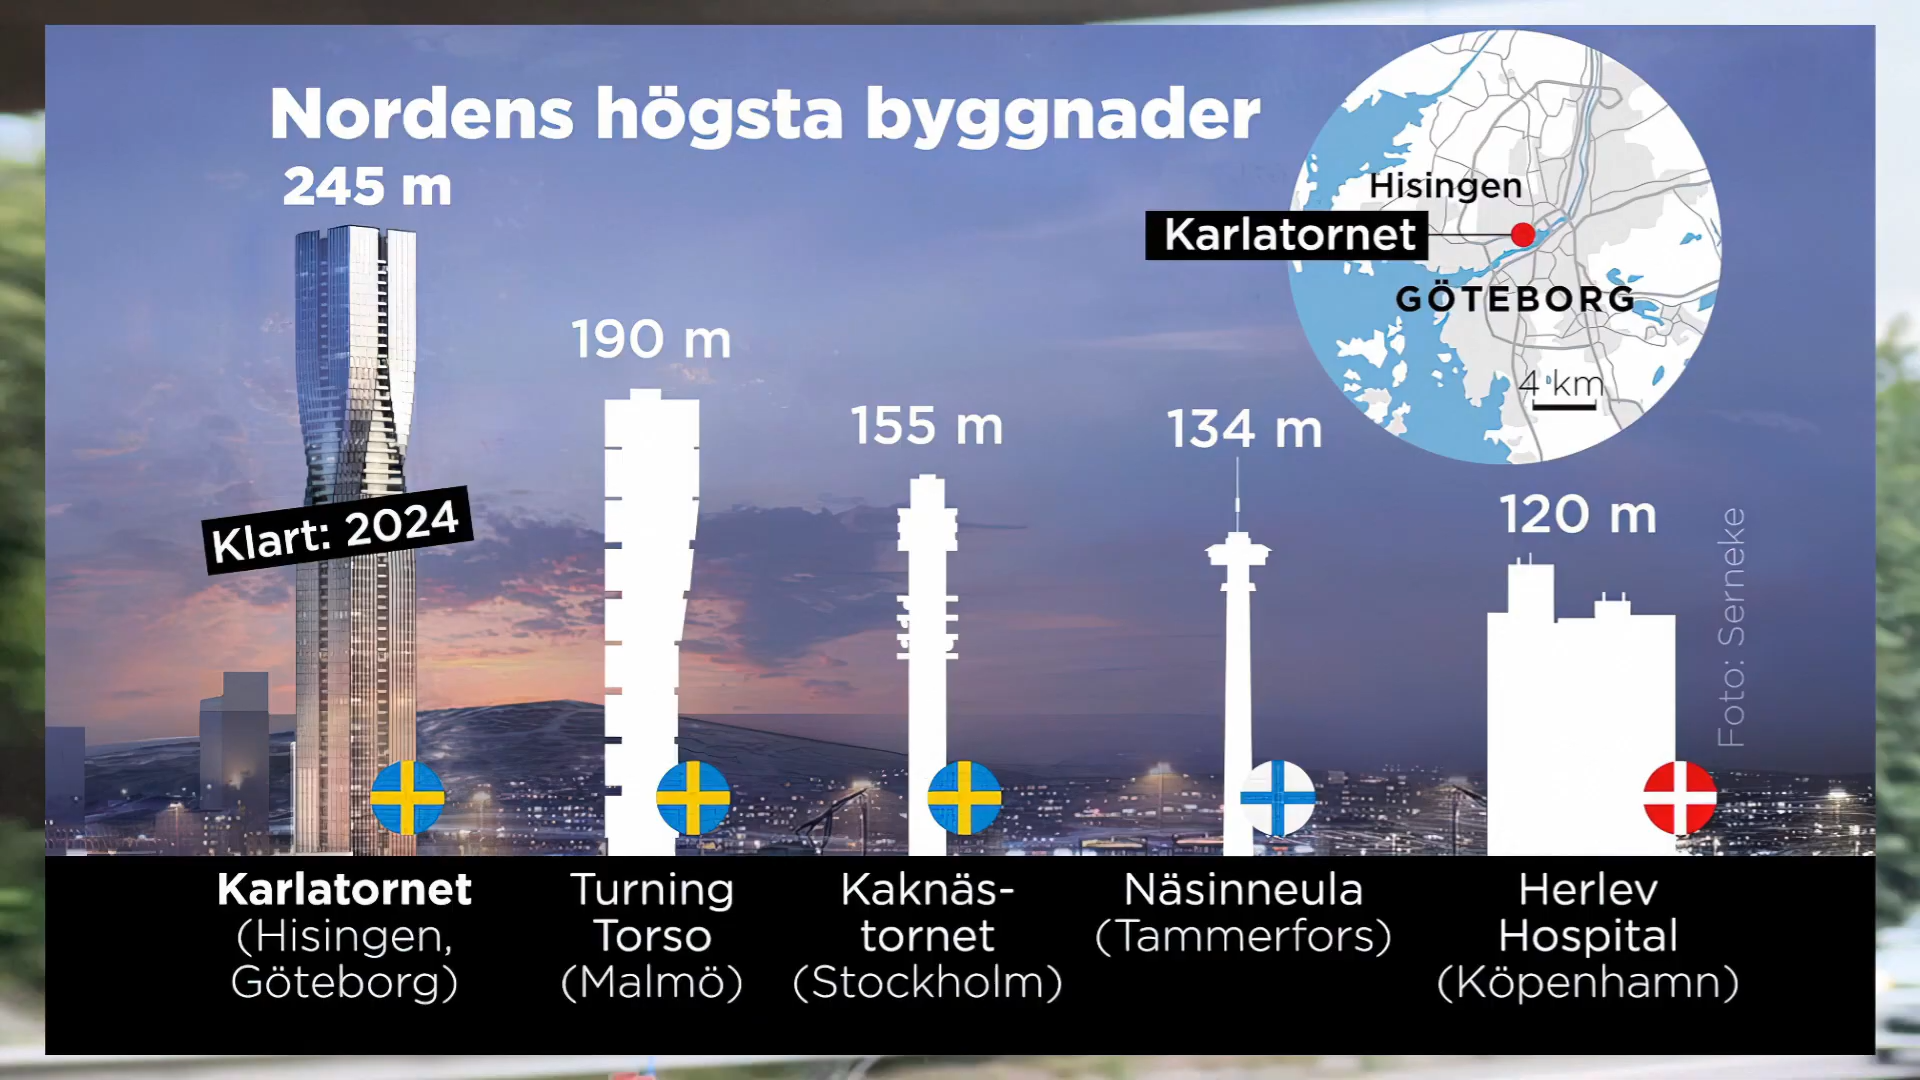 Nordens högsta byggnader
245 m
190 m
155 m
134 m
120 m
Klart: 2024
Hisingen
Karlatornet
GÖTEBORG
4 km
Foto: Serneke
Karlatornet
(Hisingen,
Göteborg)
Turning
Torso
(Malmö)
Kaknäs-
tornet
(Stockholm)
Näsinneula
(Tammerfors)
Herlev
Hospital
(Köpenhamn)